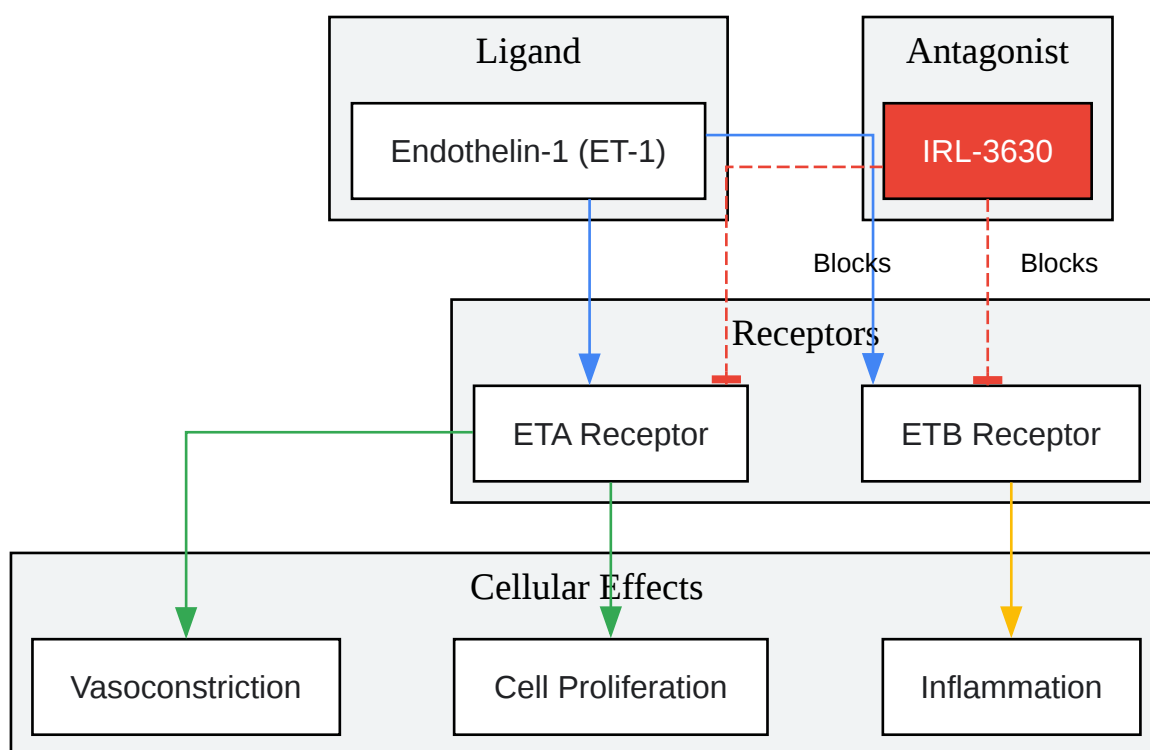 Ligand
Antagonist
Endothelin-1 (ET-1)
IRL-3630
Blocks
Blocks
Receptors
ETA Receptor
ETB Receptor
Cellular Effects
Vasoconstriction
Cell Proliferation
Inflammation